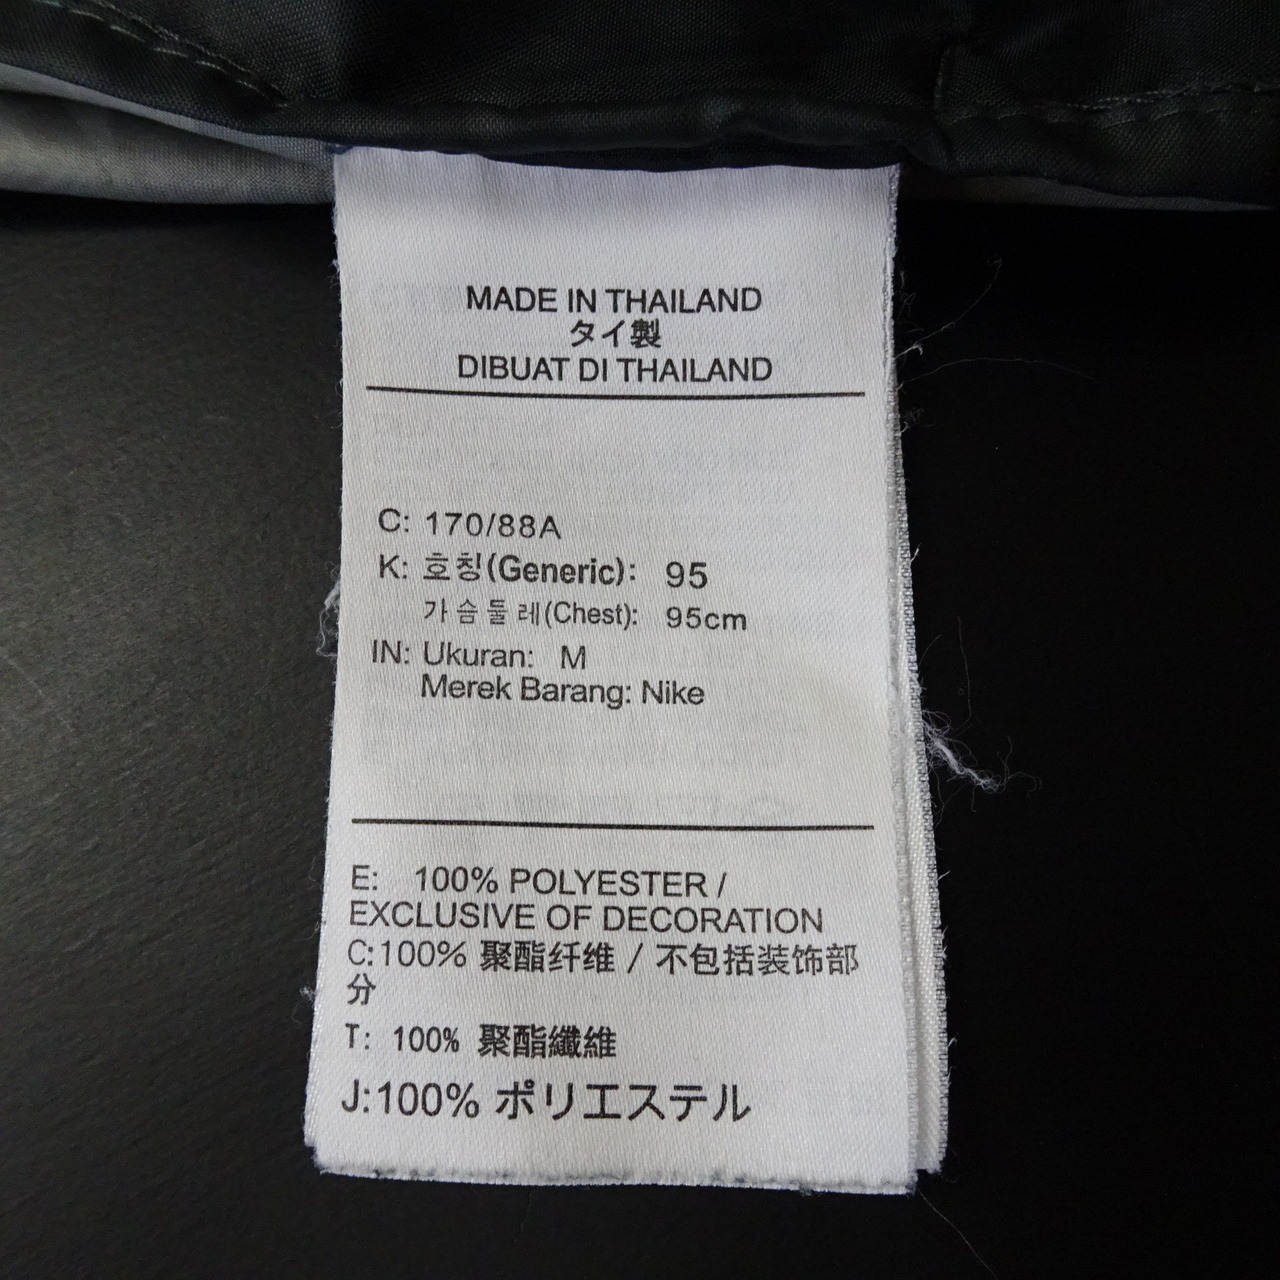 MADE IN THAILAND
タイ製
DIBUAT DI THAILAND
C: 170/88A
K: 호칭(Generic): 95
가슴둘레(Chest): 95cm
IN: Ukuran: M
Merek Barang: Nike
E: 100% POLYESTER /
EXCLUSIVE OF DECORATION
C:100% 聚酯纤维 / 不包括装饰部
分
T: 100% 聚酯纖維
J:100% ポリエステル